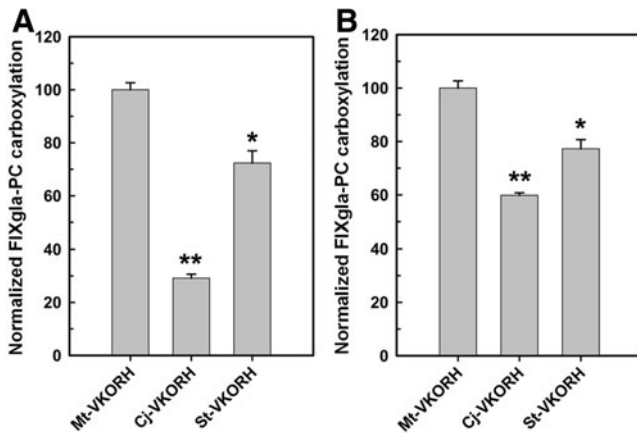 A
Normalized FIXgla-PC carboxylation
120
100
80
60
40
20
0
**
*
Mt-VKORH
Cj-VKORH
St-VKORH
B
Normalized FIXgla-PC carboxylation
120
100
80
60
40
20
0
**
*
Mt-VKORH
Cj-VKORH
St-VKORH